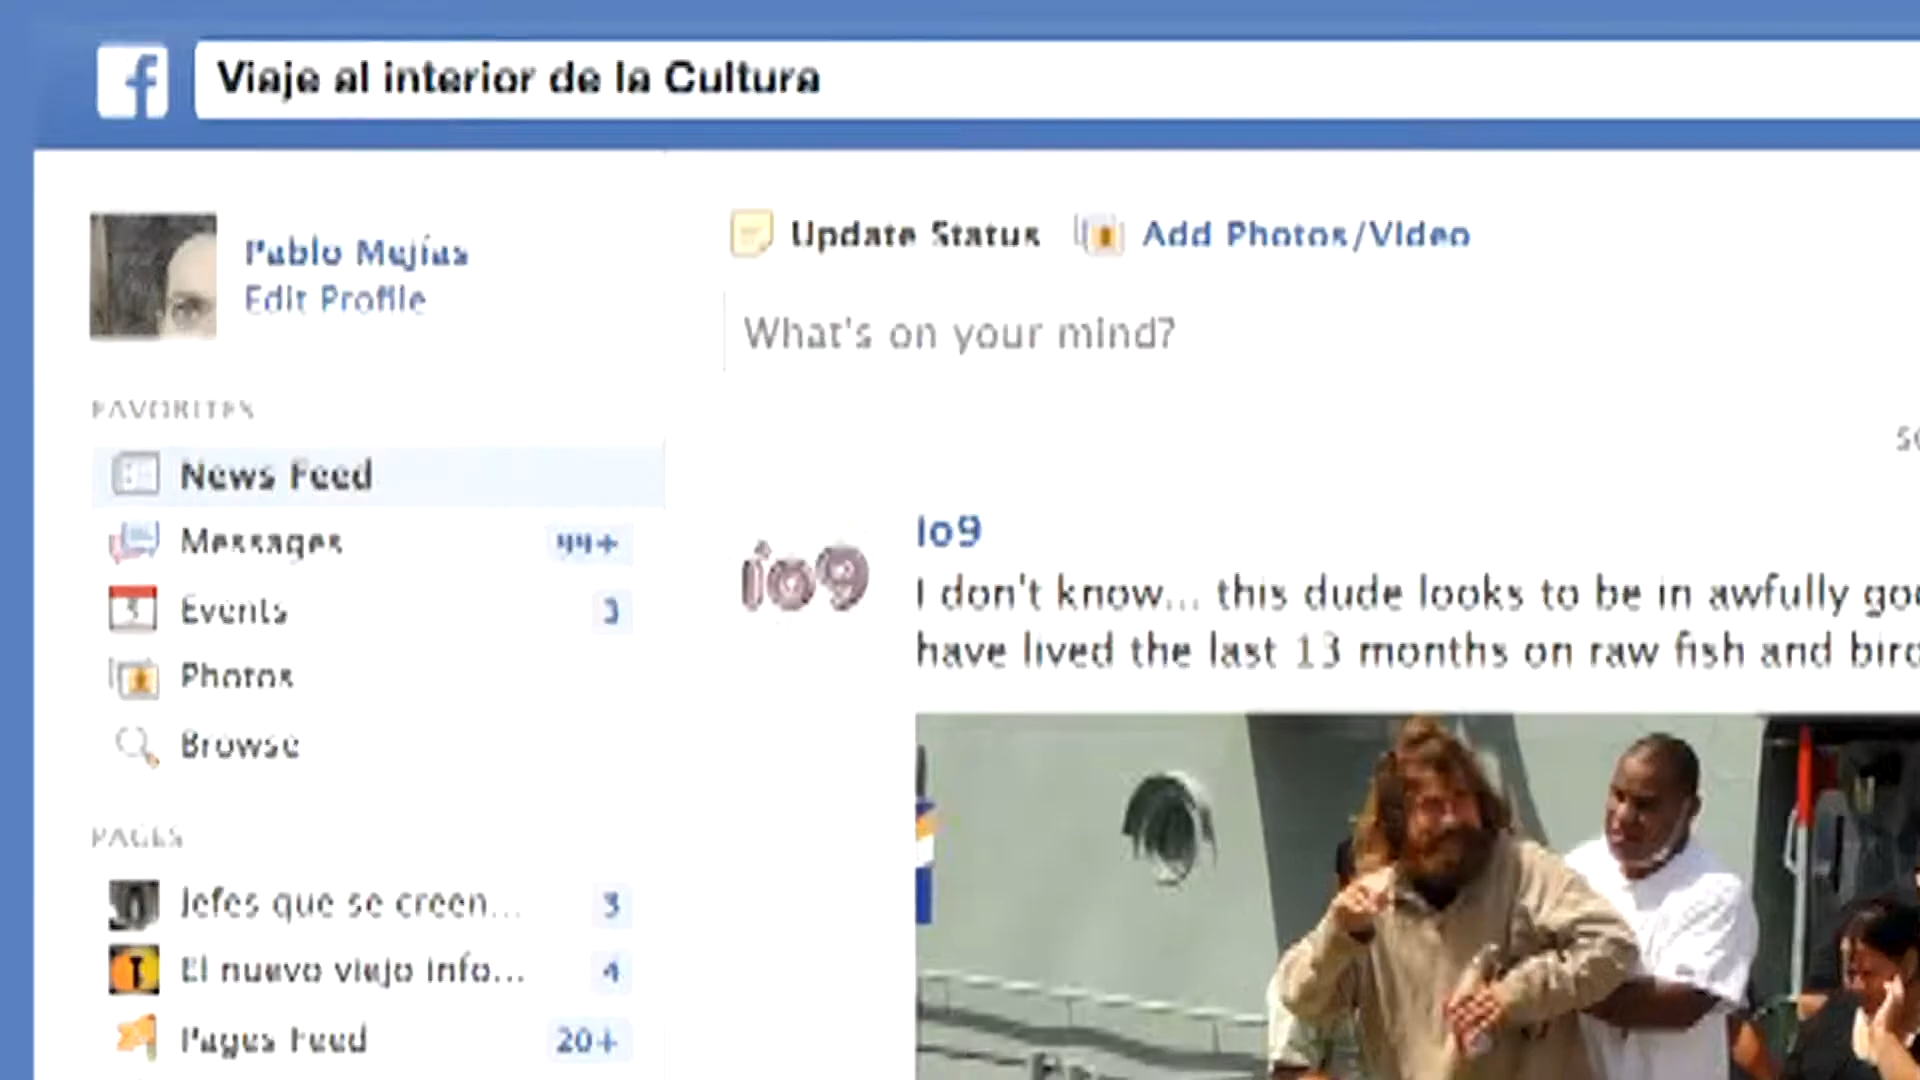 Viaje al interior de la Cultura
Pablo Mejías
Edit Profile
Update Status
Add Photos/Video
What's on your mind?
FAVORITES
News Feed
Messages 99+
Events 3
Photos
Browse
PAGES
Jefes que se creen... 3
El nuevo viejo info... 4
Pages Feed 20+
io9
io9
I don't know... this dude looks to be in awfully
have lived the last 13 months on raw fish and